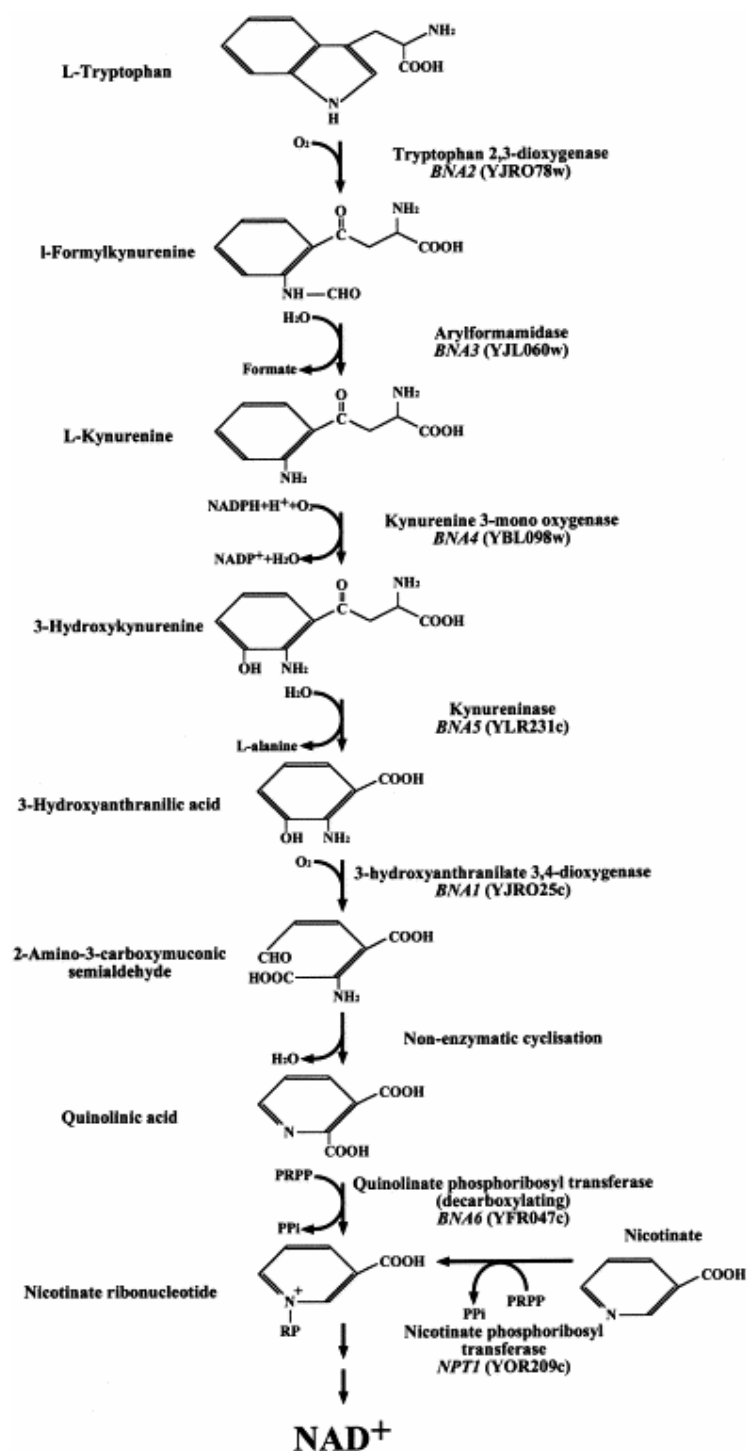 NH₂
L-Tryptophan
COOH
N
H
O₂
Tryptophan 2,3-dioxygenase
BNA2 (YJRO78w)
O
NH₂
C
COOH
l-Formylkynurenine
NH—CHO
H₂O
Arylformamidase
BNA3 (YJL060w)
Formate
O
NH₂
C
COOH
L-Kynurenine
NH₂
NADPH+H⁺+O₂
Kynurenine 3-mono oxygenase
BNA4 (YBL098w)
NADP⁺+H₂O
O
NH₂
C
COOH
3-Hydroxykynurenine
OH NH₂
H₂O
Kynureninase
BNA5 (YLR231c)
L-alanine
COOH
3-Hydroxyanthranilic acid
OH NH₂
O₂
3-hydroxyanthranilate 3,4-dioxygenase
BNA1 (YJRO25c)
COOH
2-Amino-3-carboxymuconic
semialdehyde
CHO
HOOC
NH₂
Non-enzymatic cyclisation
H₂O
COOH
Quinolinic acid
N
COOH
PRPP
Quinolinate phosphoribosyl transferase
(decarboxylating)
BNA6 (YFR047c)
PPi
Nicotinate
COOH
COOH
Nicotinate ribonucleotide
N⁺
N
RP
PPi PRPP
Nicotinate phosphoribosyl
transferase
NPT1 (YOR209c)
NAD⁺